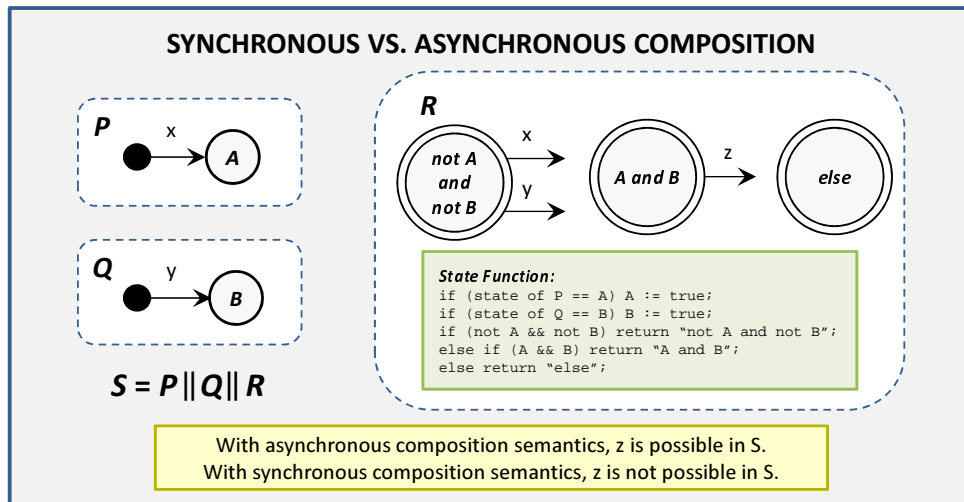 SYNCHRONOUS VS. ASYNCHRONOUS COMPOSITION
P
x
A
Q
y
B
S = P || Q || R
R
not A
and
not B
x
y
A and B
z
else
State Function:
if (state of P == A) A := true;
if (state of Q == B) B := true;
if (not A && not B) return “not A and not B”;
else if (A && B) return “A and B”;
else return “else”;
With asynchronous composition semantics, z is possible in S.
With synchronous composition semantics, z is not possible in S.